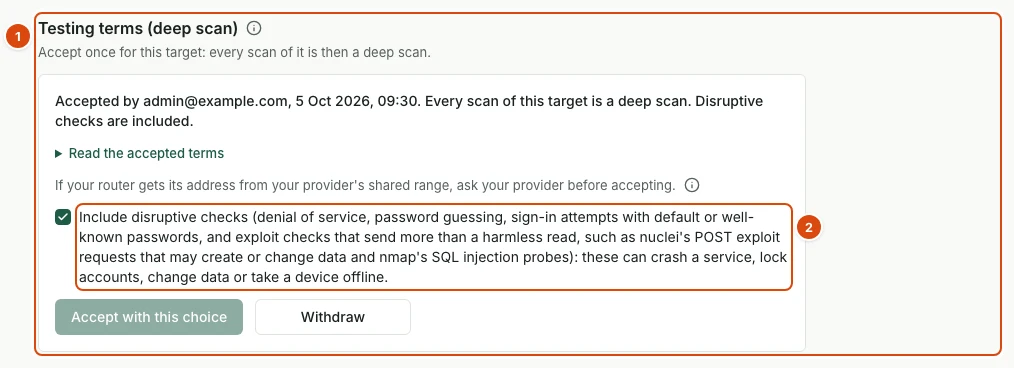 1
Testing terms (deep scan)
Accept once for this target: every scan of it is then a deep scan.
Accepted by admin@example.com, 5 Oct 2026, 09:30. Every scan of this target is a deep scan. Disruptive
checks are included.
Read the accepted terms
If your router gets its address from your provider's shared range, ask your provider before accepting.
Include disruptive checks (denial of service, password guessing, sign-in attempts with default or well-
known passwords, and exploit checks that send more than a harmless read, such as nuclei's POST exploit
requests that may create or change data and nmap's SQL injection probes): these can crash a service, lock
accounts, change data or take a device offline.
2
Accept with this choice
Withdraw